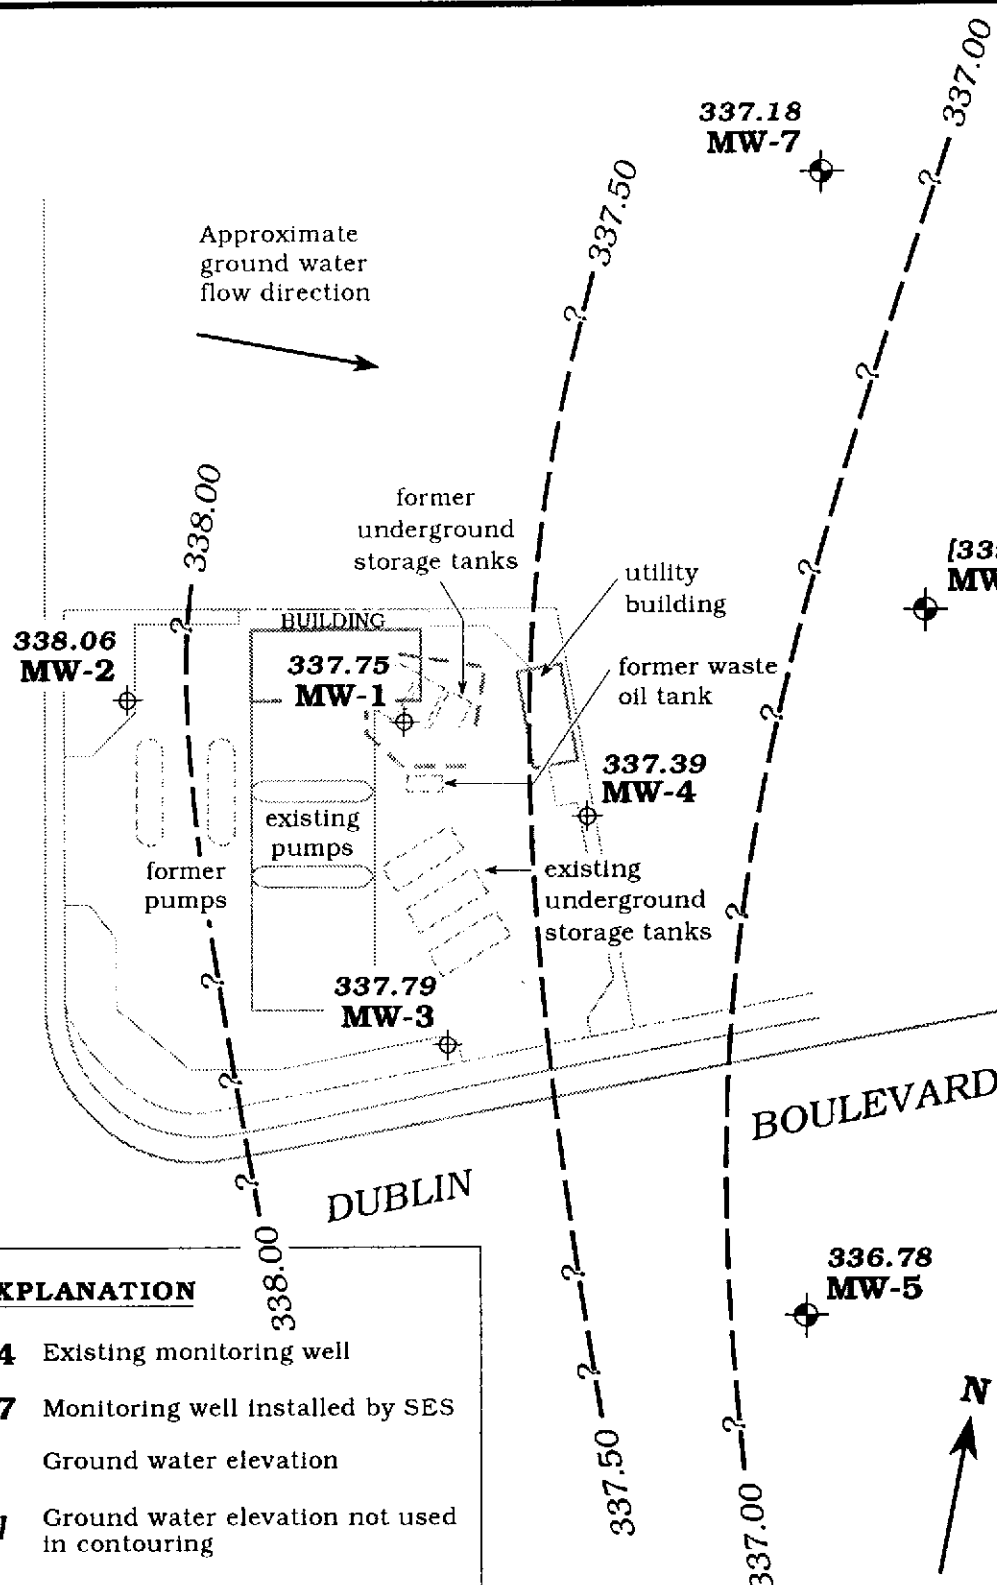 337.00
337.18
MW-7
337.50
Approximate
ground water
flow direction
338.00
former
underground
storage tanks
utility
building
BUILDING
338.06
MW-2
337.75
MW-1
former waste
oil tank
337.39
MW-4
existing
pumps
former
pumps
existing
underground
storage tanks
337.79
MW-3
BOULEVARD
DUBLIN
338.00
336.78
MW-5
XPLANATION
4 Existing monitoring well
7 Monitoring well installed by SES
Ground water elevation
] Ground water elevation not used
in contouring
337.50
337.00
N